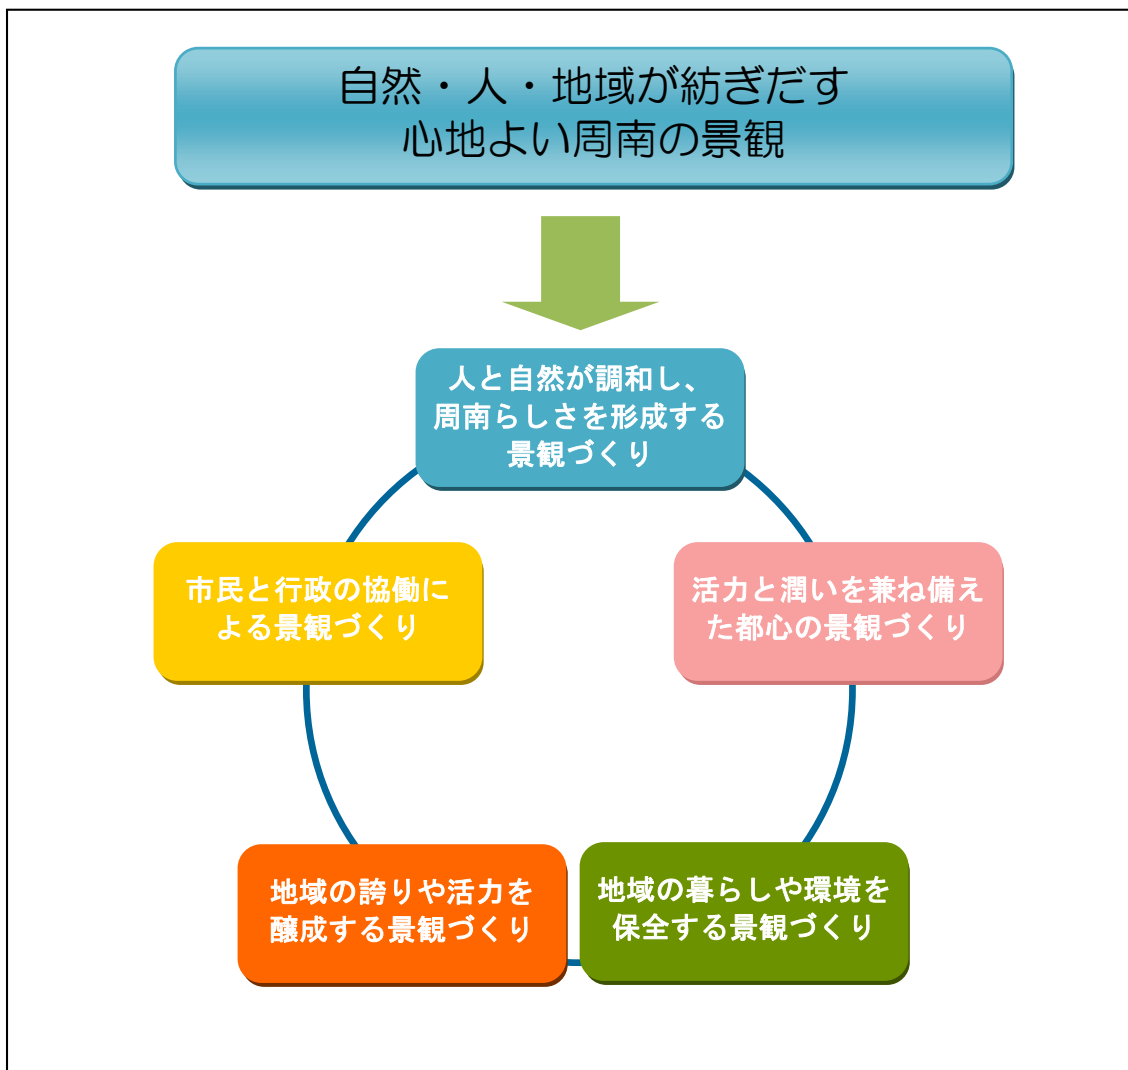 自然・人・地域が紡ぎだす
心地よい周南の景観
人と自然が調和し、
周南らしさを形成する
景観づくり
市民と行政の協働に
よる景観づくり
活力と潤いを兼ね備え
た都心の景観づくり
地域の誇りや活力を
醸成する景観づくり
地域の暮らしや環境を
保全する景観づくり